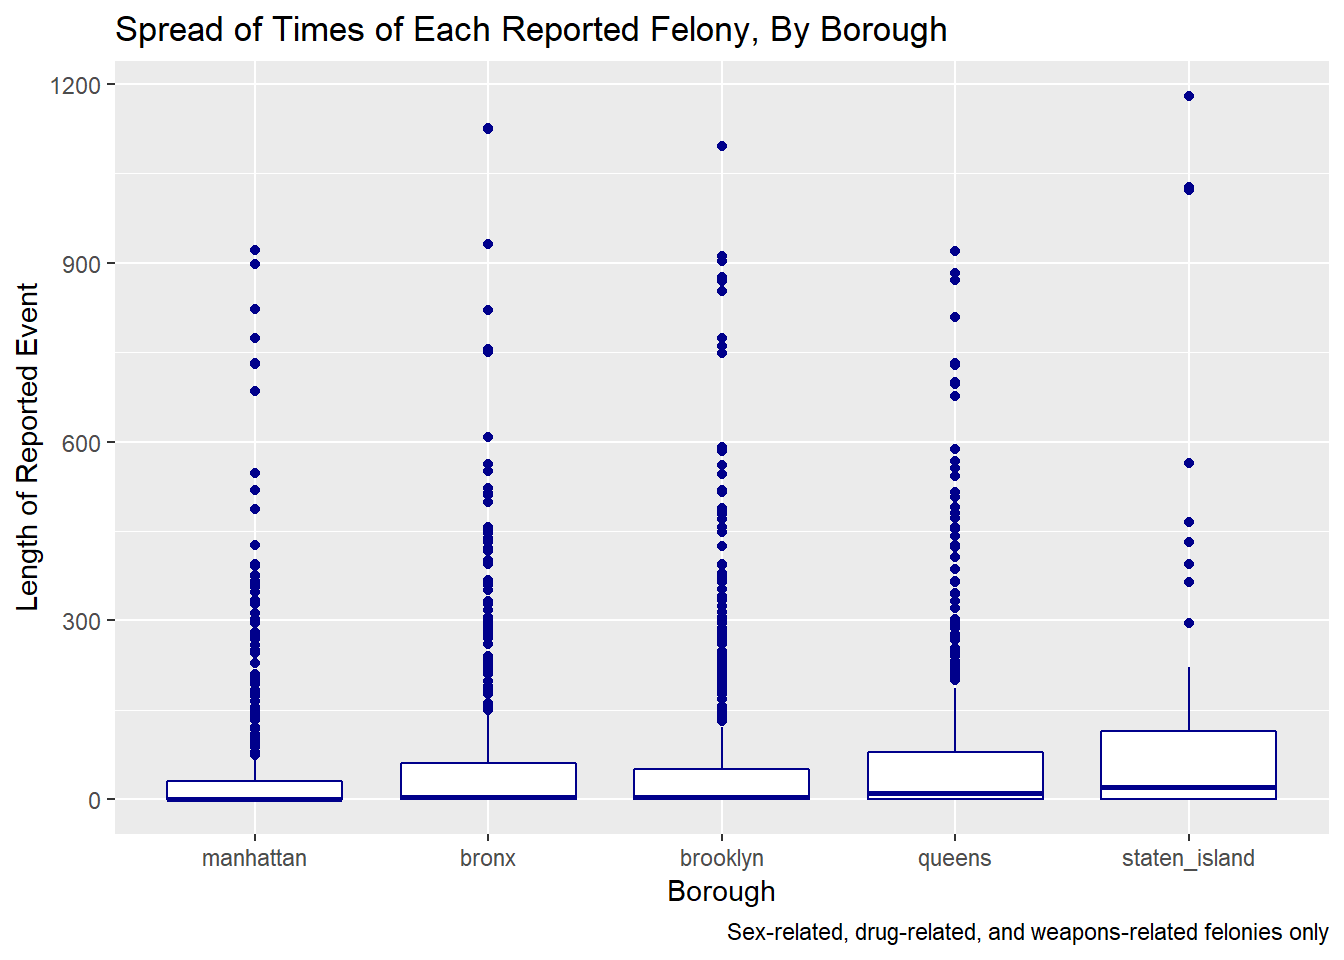 Spread of Times of Each Reported Felony, By Borough
1200
900
600
300
0
Length of Reported Event
manhattan bronx brooklyn queens staten_island
Borough
Sex-related, drug-related, and weapons-related felonies only